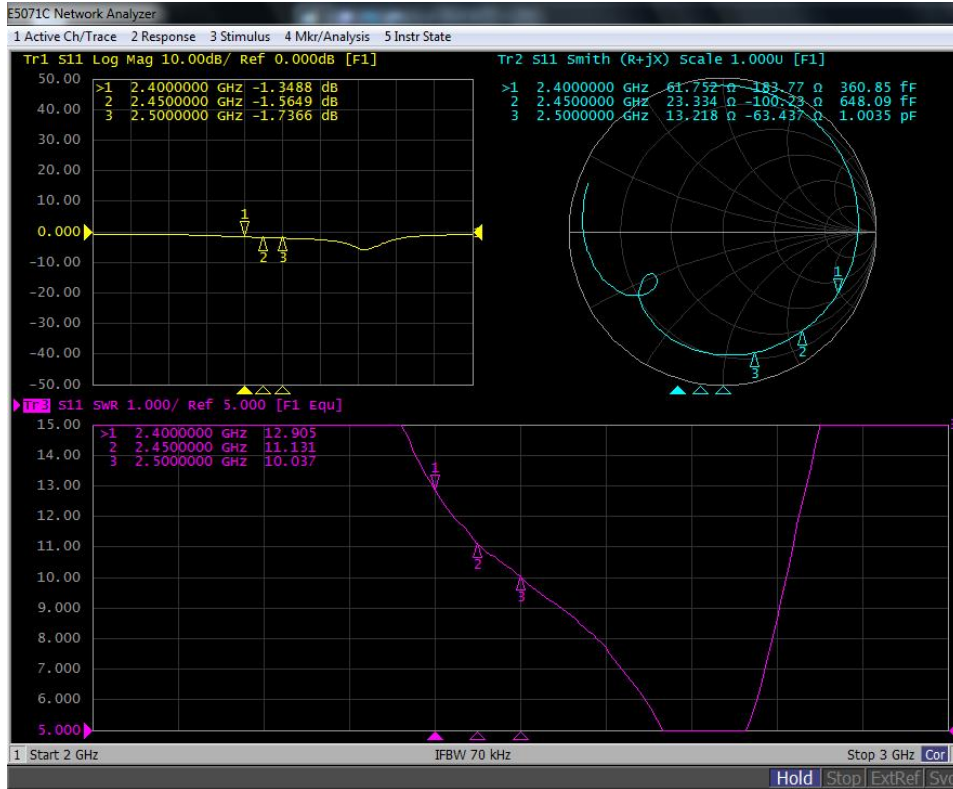 E5071C Network Analyzer
1 Active Ch/Trace 2 Response 3 Stimulus 4 Mkr/Analysis 5 Instr State
Tr1 S11 Log Mag 10.00dB/ Ref 0.000dB [F1]
50.00
>1 2.4000000 GHz -1.3488 dB
2 2.4500000 GHz -1.5649 dB
3 2.5000000 GHz -1.7366 dB
40.00
30.00
20.00
10.00
0.000
-10.00
-20.00
-30.00
-40.00
-50.00
1
2
3
Tr2 S11 Smith (R+jX) Scale 1.000U [F1]
>1 2.4000000 GHz 61.752 Ω -183.77 Ω 360.85 fF
2 2.4500000 GHz 23.334 Ω -100.23 Ω 648.09 fF
3 2.5000000 GHz 13.218 Ω -63.437 Ω 1.0035 pF
1
2
3
Tr3 S11 SWR 1.000/ Ref 5.000 [F1 Equ]
15.00
>1 2.4000000 GHz 12.905
2 2.4500000 GHz 11.131
3 2.5000000 GHz 10.037
14.00
13.00
12.00
11.00
10.00
9.000
8.000
7.000
6.000
5.000
1
2
3
1 Start 2 GHz IFBW 70 kHz Stop 3 GHz Cor
Hold Stop ExtRef